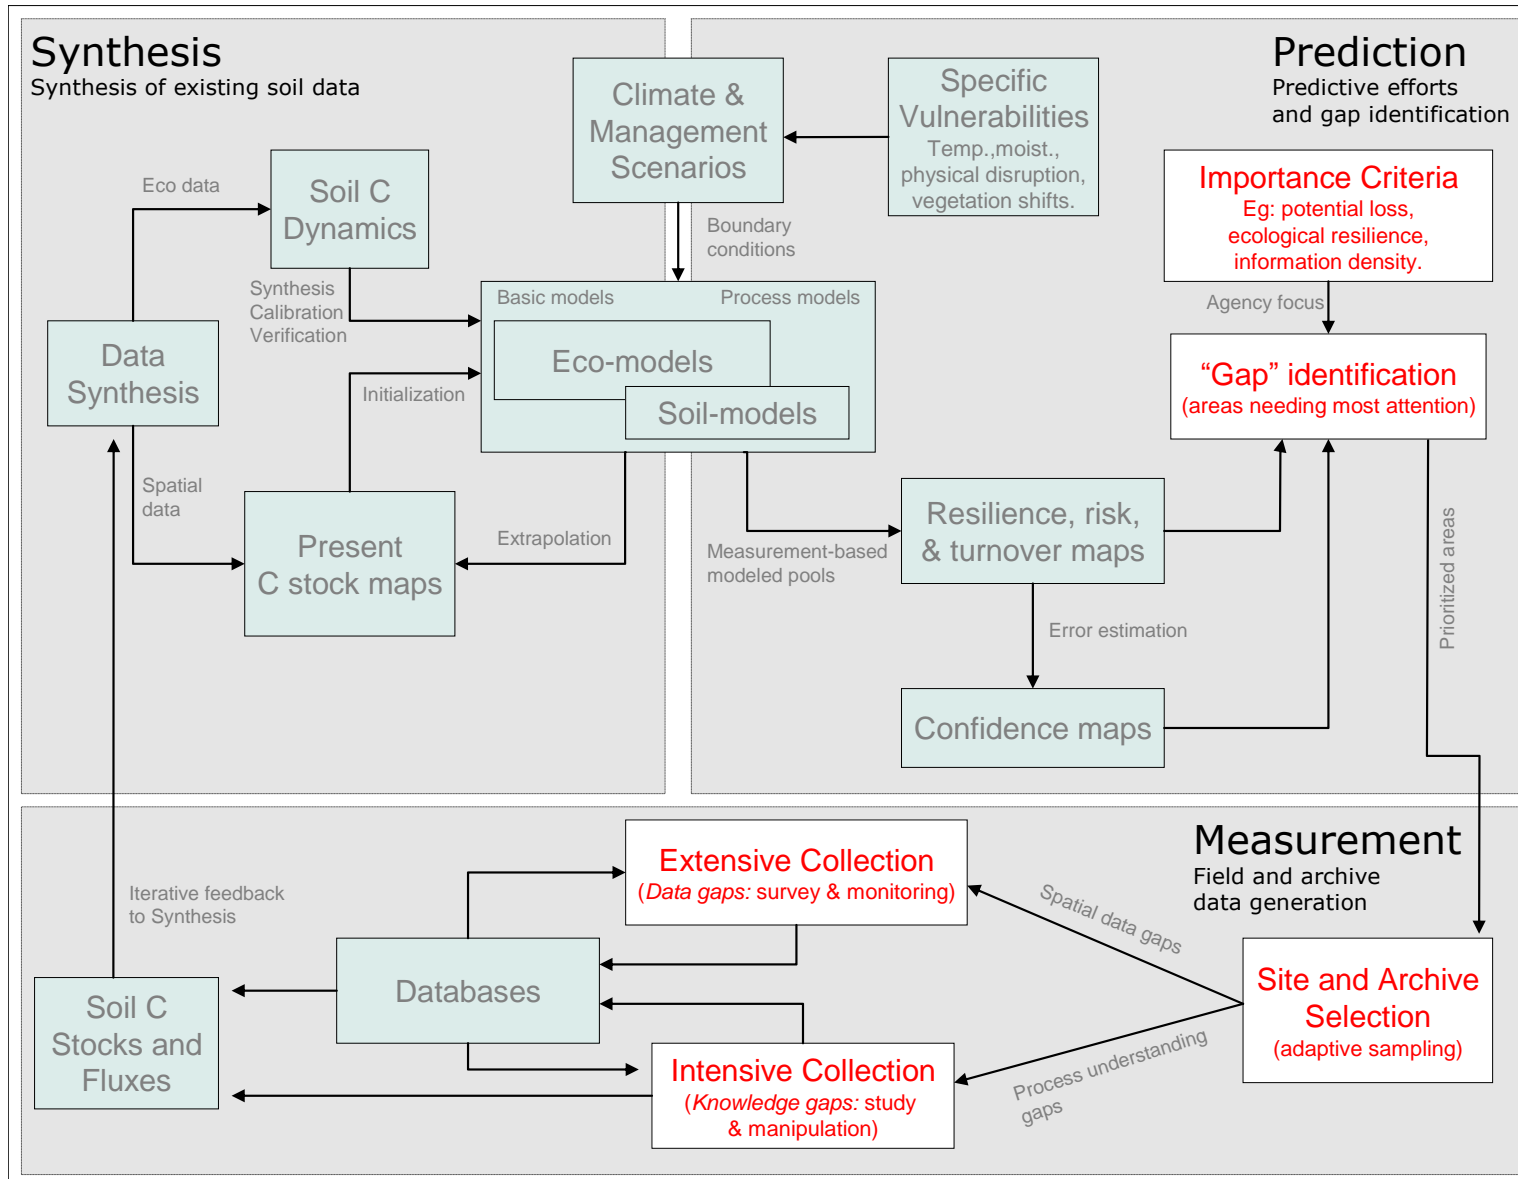 Synthesis
Synthesis of existing soil data
Prediction
Predictive efforts
and gap identification
Climate &
Management
Scenarios
Specific
Vulnerabilities
Temp.,moist.,
physical disruption,
vegetation shifts.
Importance Criteria
Eg: potential loss,
ecological resilience,
information density.
Eco data
Soil C
Dynamics
Boundary
conditions
Synthesis
Calibration
Verification
Agency focus
Basic models
Process models
Eco-models
Soil-models
Data
Synthesis
Initialization
“Gap” identification
(areas needing most attention)
Spatial
data
Present
C stock maps
Extrapolation
Measurement-based
modeled pools
Resilience, risk,
& turnover maps
Prioritized areas
Error estimation
Confidence maps
Measurement
Field and archive
data generation
Extensive Collection
(Data gaps: survey & monitoring)
Spatial data gaps
Iterative feedback
to Synthesis
Databases
Soil C
Stocks and
Fluxes
Site and Archive
Selection
(adaptive sampling)
Intensive Collection
(Knowledge gaps: study
& manipulation)
Process understanding
gaps